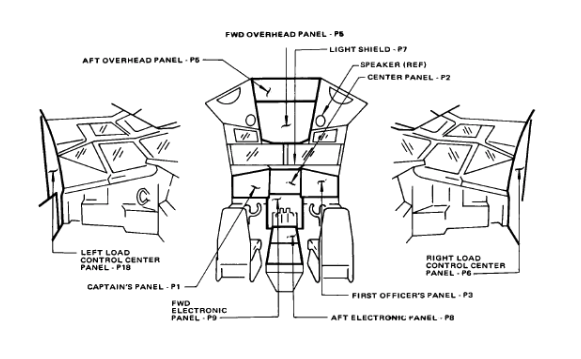 FWD OVERHEAD PANEL - P5
LIGHT SHIELD - P7
AFT OVERHEAD PANEL - P5
SPEAKER (REF)
CENTER PANEL - P2
LEFT LOAD
CONTROL CENTER
PANEL - P18
RIGHT LOAD
CONTROL CENTER
PANEL - P6
CAPTAIN'S PANEL - P1
FIRST OFFICER'S PANEL - P3
FWD
ELECTRONIC
PANEL - P9
AFT ELECTRONIC PANEL - P8